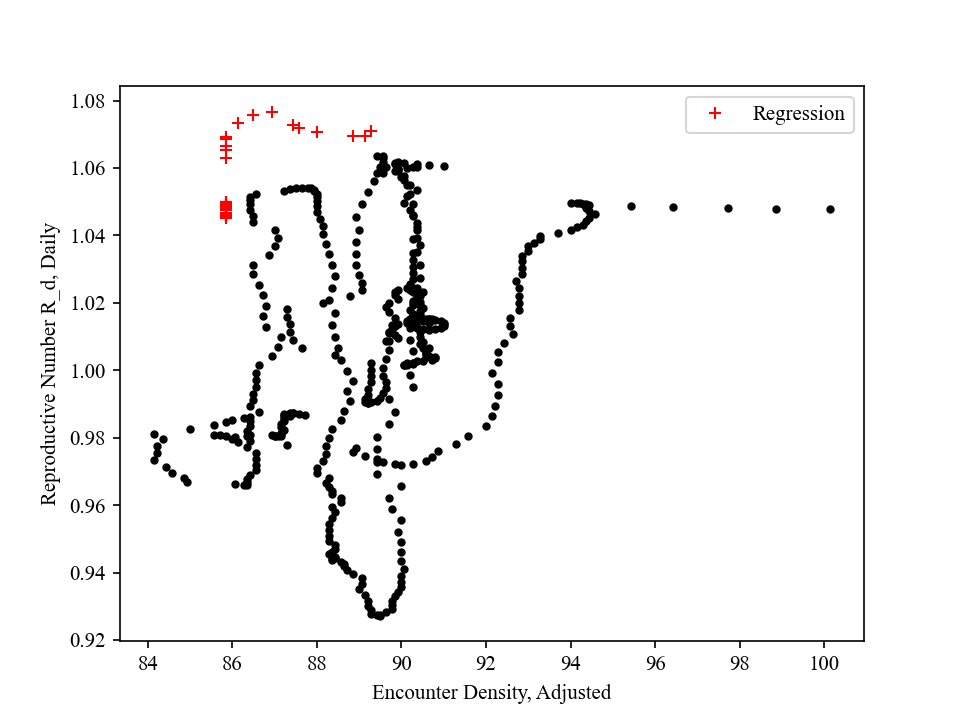 Regression
1.08
1.06
1.04
1.02
1.00
0.98
0.96
0.94
0.92
Reproductive Number R_d, Daily
84 86 88 90 92 94 96 98 100
Encounter Density, Adjusted